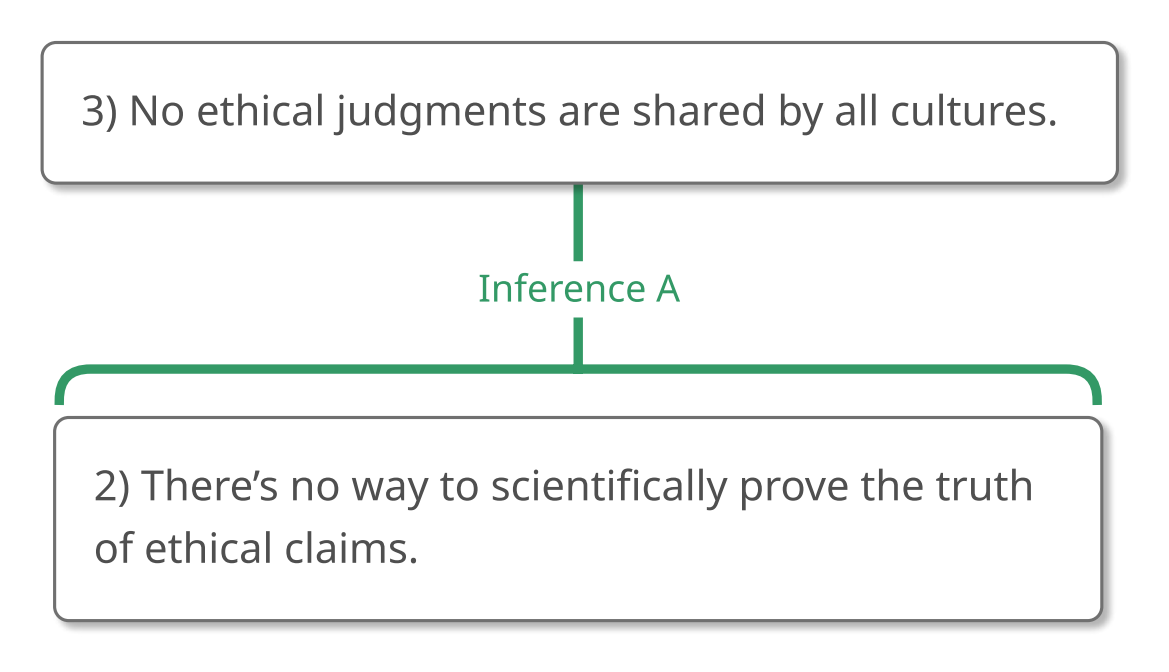 3) No ethical judgments are shared by all cultures.
Inference A
2) There’s no way to scientifically prove the truth
of ethical claims.